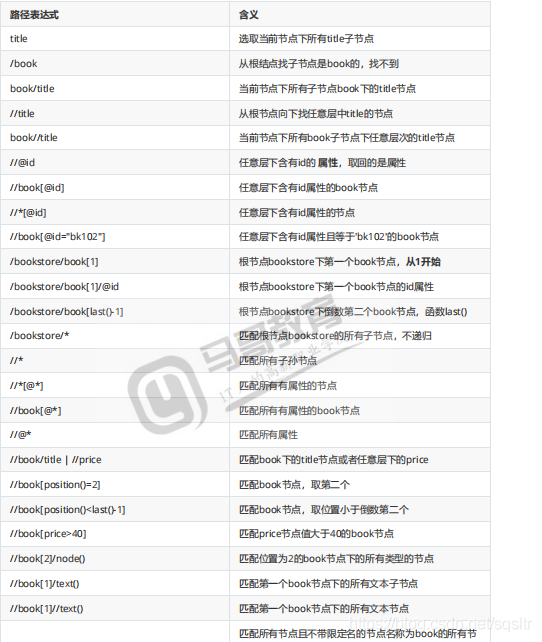 路径表达式 含义
title 选取当前节点下所有title子节点
/book 从根结点找子节点是book的，找不到
book/title 当前节点下所有子节点book下的title节点
//title 从根节点向下找任意层中title的节点
book//title 当前节点下所有book子节点下任意层次的title节点
//@id 任意层下含有id的 属性，取回的是属性
//book[@id] 任意层下含有id属性的book节点
//*[@id] 任意层下含有id属性的节点
//book[@id="bk102"] 任意层下含有id属性且等于'bk102'的book节点
/bookstore/book[1] 根节点bookstore下第一个book节点，从1开始
/bookstore/book[1]/@id 根节点bookstore下第一个book节点的id属性
/bookstore/book[last()-1] 根节点bookstore下倒数第二个book节点，函数last()
/bookstore/* 匹配根节点bookstore的所有子节点，不递归
//* 匹配所有子孙节点
//*[@*] 匹配所有有属性的节点
//book[@*] 匹配所有有属性的book节点
//@* 匹配所有属性
//book/title | //price 匹配book下的title节点或者任意层下的price
//book[position()=2] 匹配book节点，取第二个
//book[position()<last()-1] 匹配book节点，取位置小于倒数第二个
//book[price>40] 匹配price节点值大于40的book节点
//book[2]/node() 匹配位置为2的book节点下的所有类型的节点
//book[1]/text() 匹配第一个book节点下的所有文本子节点
//book[1]//text() 匹配第一个book节点下的所有文本节点
匹配所有节点且不带限定名的节点名称为book的所有节
马哥教育
https://blog.csdn.net/sqsltr